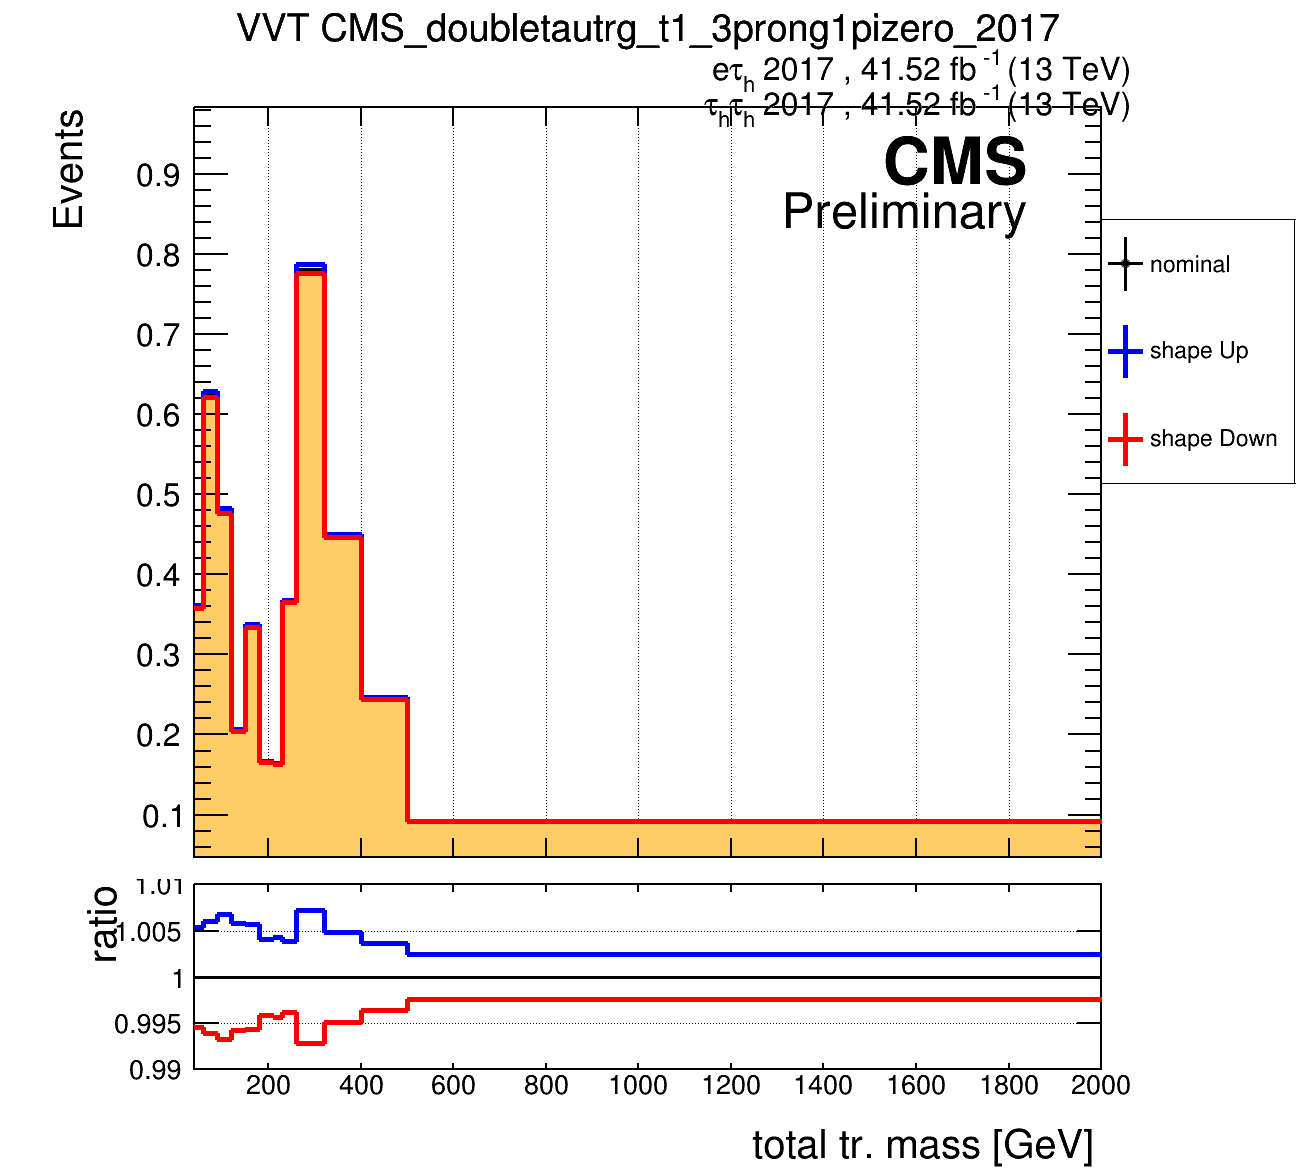 VVT CMS_doubletautrg_t1_3prong1pizero_2017
eτh 2017 , 41.52 fb -1 (13 TeV)
τhτh 2017 , 41.52 fb -1 (13 TeV)
CMS
Preliminary
Events
0.9
0.8
0.7
0.6
0.5
0.4
0.3
0.2
0.1
nominal
shape Up
shape Down
ratio
1.01
1.005
1
0.995
0.99
200 400 600 800 1000 1200 1400 1600 1800 2000
total tr. mass [GeV]